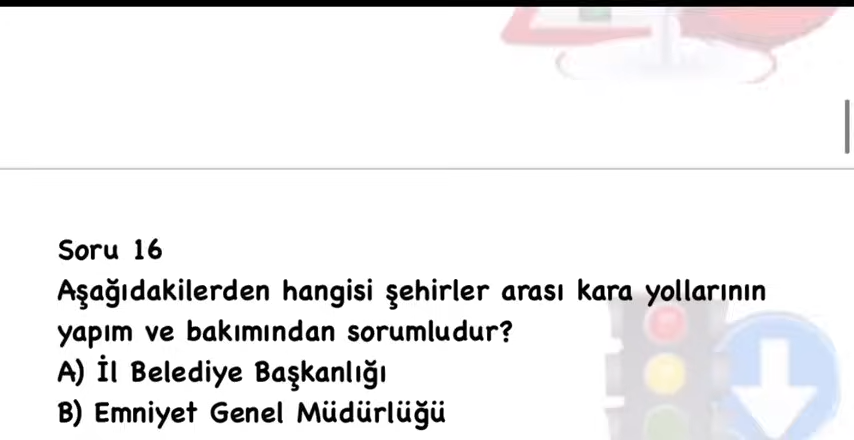 Soru 16
Aşağıdakilerden hangisi şehirler arası kara yollarının
yapım ve bakımından sorumludur?
A) İl Belediye Başkanlığı
B) Emniyet Genel Müdürlüğü